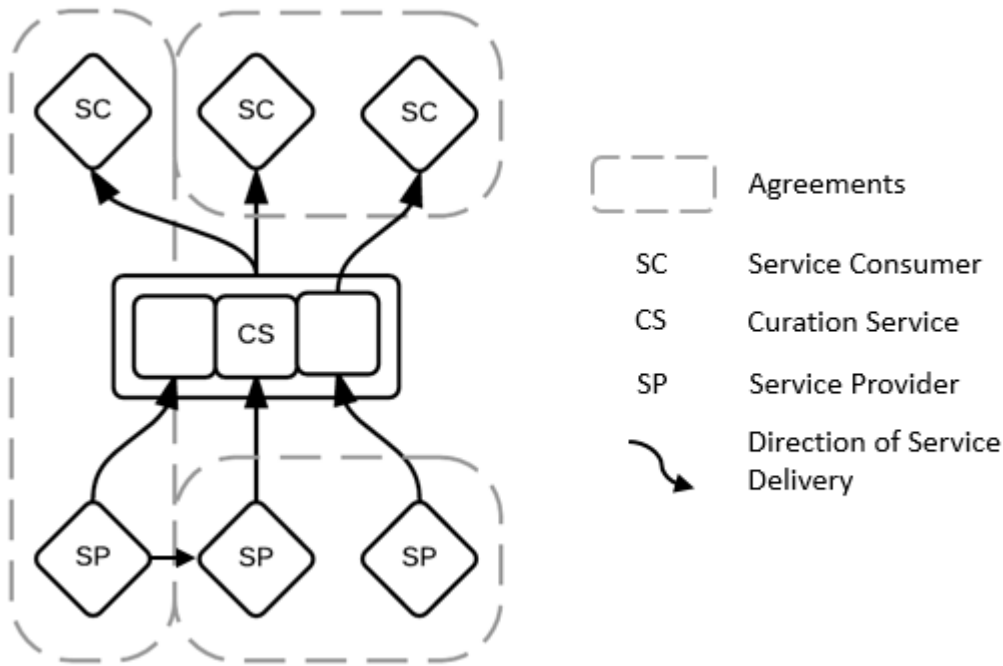 SC
SC
SC
CS
SP
SP
SP
Agreements
SC Service Consumer
CS Curation Service
SP Service Provider
Direction of Service
Delivery